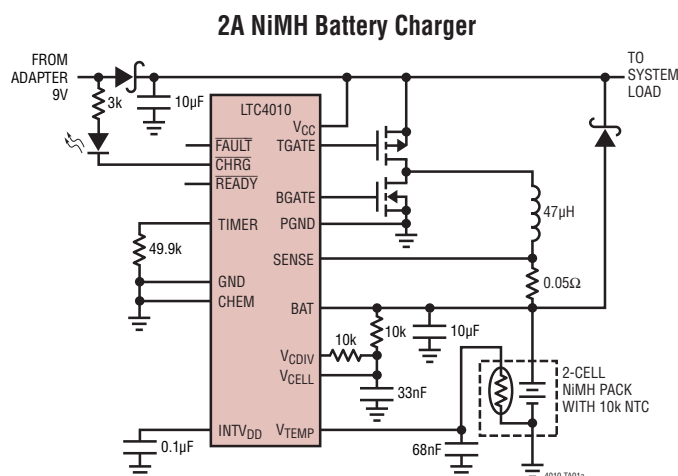 2A NiMH Battery Charger
FROM
ADAPTER
9V
TO
SYSTEM
LOAD
3k
10µF
LTC4010
VCC
FAULT
TGATE
CHRG
READY
BGATE
TIMER
PGND
47µH
49.9k
SENSE
GND
0.05Ω
CHEM
BAT
10k
10k
10µF
VCDIV
VCELL
33nF
2-CELL
NiMH PACK
WITH 10k NTC
INTVDD
VTEMP
0.1µF
68nF
4010 TA01a